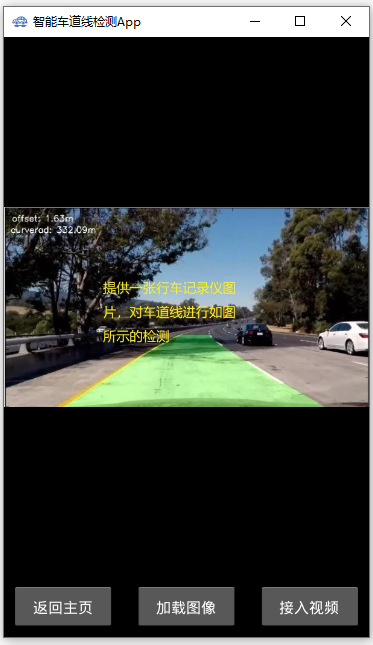 智能车道线检测App
offset: 1.63m
curverad: 332.09m
提供一张行车记录仪图
片，对车道线进行如图
所示的检测
返回主页
加载图像
接入视频